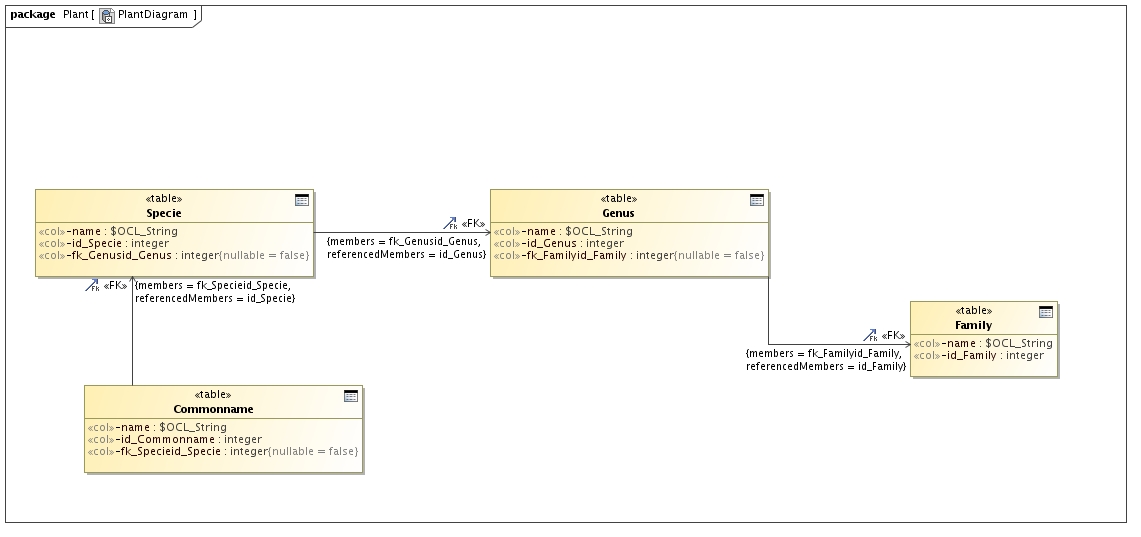 package Plant [ PlantDiagram ]
«table»
Specie
«col»-name : $OCL_String
«col»-id_Specie : integer
«col»-fk_Genusid_Genus : integer{nullable = false}
Fk «FK»
{members = fk_Genusid_Genus,
referencedMembers = id_Genus}
«table»
Genus
«col»-name : $OCL_String
«col»-id_Genus : integer
«col»-fk_Familyid_Family : integer{nullable = false}
Fk «FK»
{members = fk_Specieid_Specie,
referencedMembers = id_Specie}
Fk «FK»
{members = fk_Familyid_Family,
referencedMembers = id_Family}
«table»
Family
«col»-name : $OCL_String
«col»-id_Family : integer
«table»
Commonname
«col»-name : $OCL_String
«col»-id_Commonname : integer
«col»-fk_Specieid_Specie : integer{nullable = false}